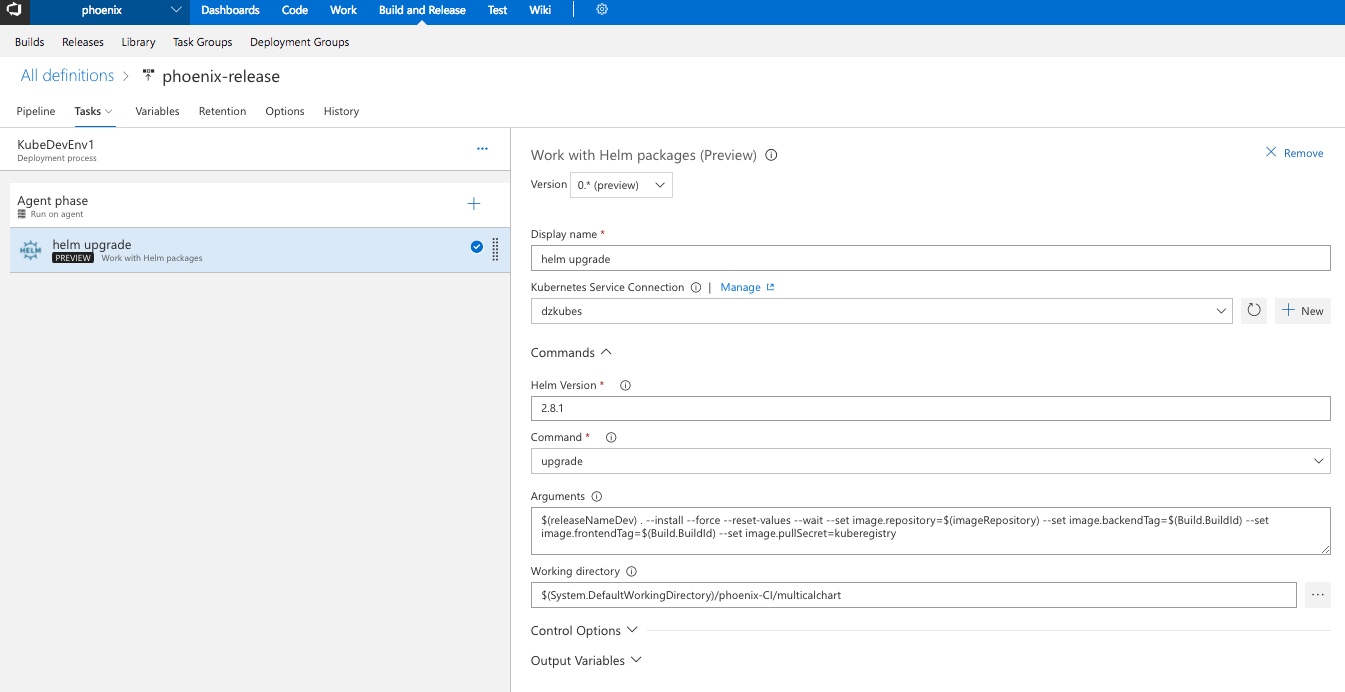 phoenix Dashboards Code Work Build and Release Test Wiki
Builds Releases Library Task Groups Deployment Groups
All definitions > phoenix-release
Pipeline Tasks Variables Retention Options History
KubeDevEnv1
Deployment process
Agent phase
Run on agent
HELM helm upgrade
PREVIEW Work with Helm packages
Work with Helm packages (Preview)
Remove
Version 0.* (preview)
Display name *
helm upgrade
Kubernetes Service Connection | Manage
dzkubes
New
Commands
Helm Version *
2.8.1
Command *
upgrade
Arguments
$(releaseNameDev) . --install --force --reset-values --wait --set image.repository=$(imageRepository) --set image.backendTag=$(Build.BuildId) --set
image.frontendTag=$(Build.BuildId) --set image.pullSecret=kuberegistry
Working directory
$(System.DefaultWorkingDirectory)/phoenix-CI/multicalchart
...
Control Options
Output Variables